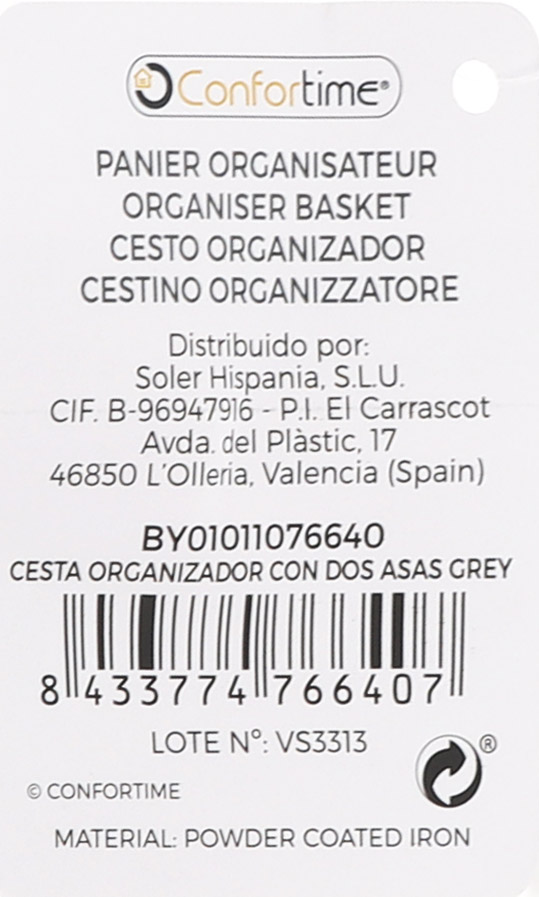 Confortime®
PANIER ORGANISATEUR
ORGANISER BASKET
CESTO ORGANIZADOR
CESTINO ORGANIZZATORE
Distribuido por:
Soler Hispania, S.L.U.
CIF. B-96947916 - P.I. El Carrascot
Avda. del Plàstic, 17
46850 L'Olleria, Valencia (Spain)
BY01011076640
CESTA ORGANIZADOR CON DOS ASAS GREY
8 433774 766407
LOTE Nº: VS3313
®
© CONFORTIME
MATERIAL: POWDER COATED IRON